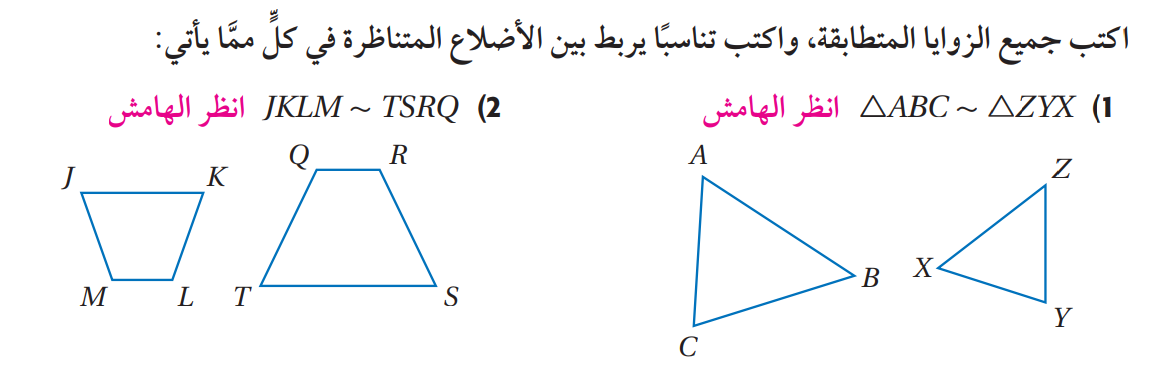 اكتب جميع الزوايا المتطابقة، واكتب تناسبًا يربط بين الأضلاع المتناظرة في كلٍّ ممَّا يأتي:
(1 △ABC ~ △ZYX انظر الهامش
(2 JKLM ~ TSRQ انظر الهامش
A
Z
B
X
C
Y
Q R
J K
M L T S